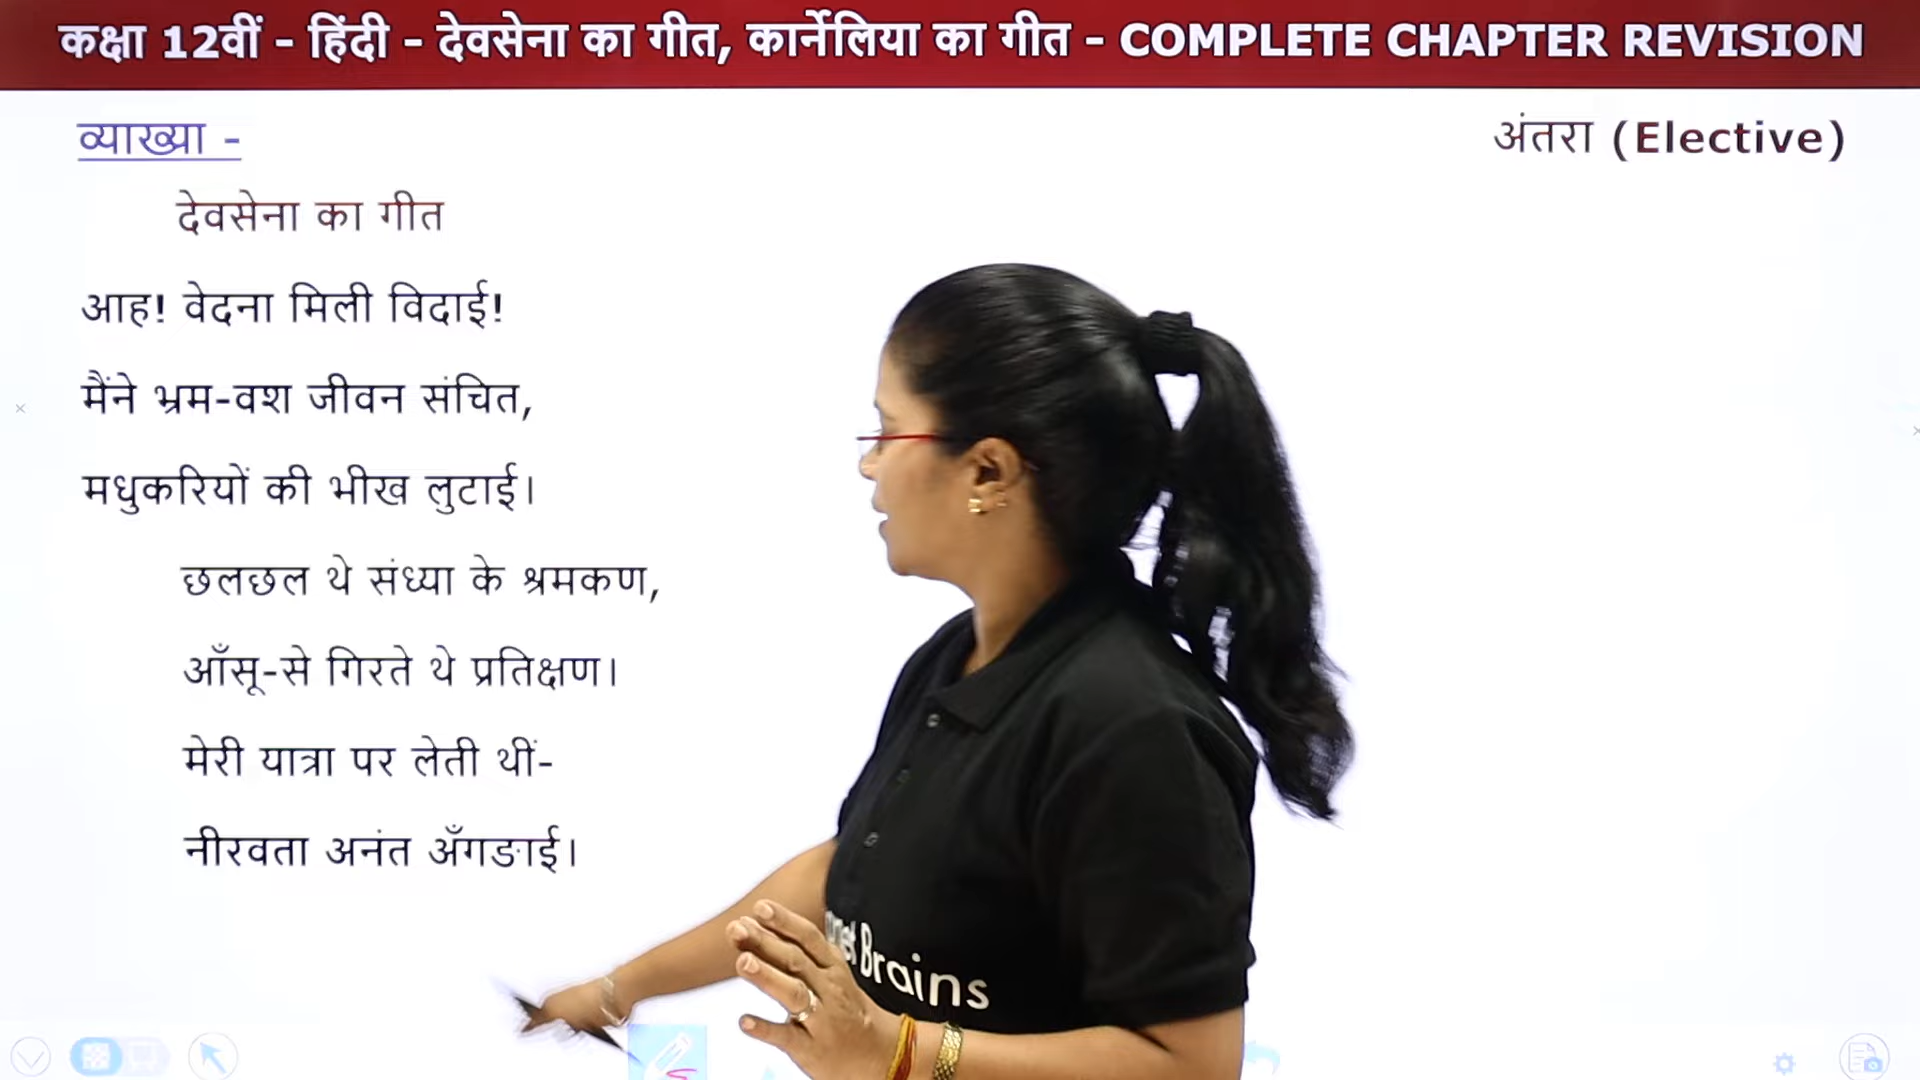 कक्षा 12वीं - हिंदी - देवसेना का गीत, कार्नेलिया का गीत - COMPLETE CHAPTER REVISION
व्याख्या -
अंतरा (Elective)
देवसेना का गीत
आह! वेदना मिली विदाई!
मैंने भ्रम-वश जीवन संचित,
मधुकरियों की भीख लुटाई।
छलछल थे संध्या के श्रमकण,
आँसू-से गिरते थे प्रतिक्षण।
मेरी यात्रा पर लेती थीं-
नीरवता अनंत अँगड़ाई।
Brains